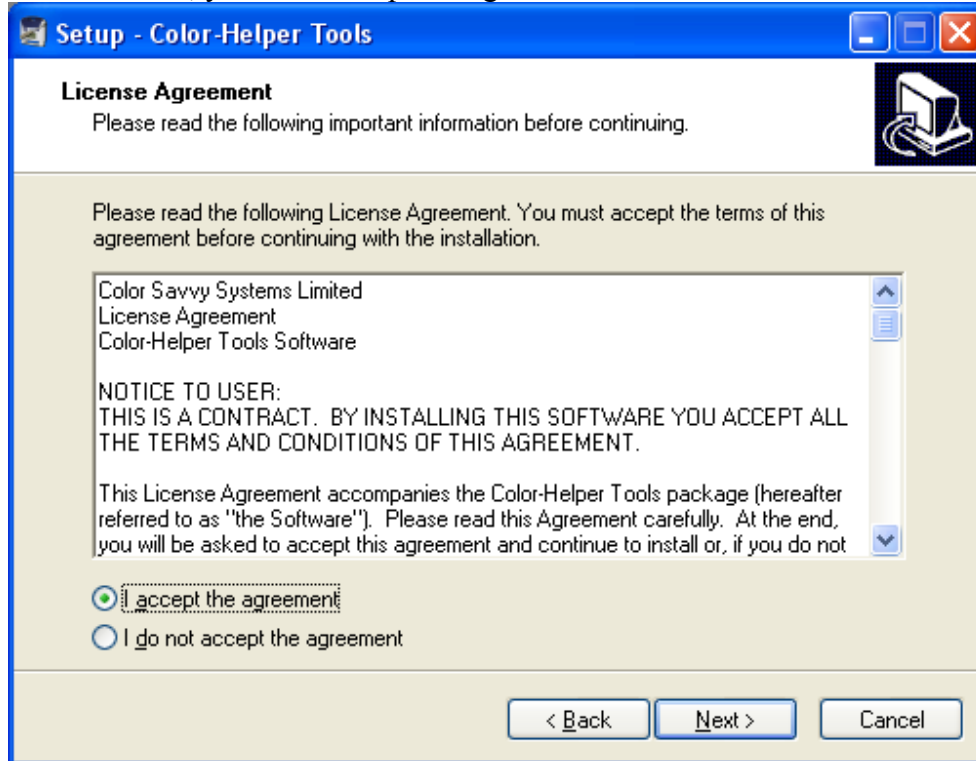 Setup - Color-Helper Tools
License Agreement
Please read the following important information before continuing.
Please read the following License Agreement. You must accept the terms of this
agreement before continuing with the installation.
Color Savvy Systems Limited
License Agreement
Color-Helper Tools Software
NOTICE TO USER:
THIS IS A CONTRACT.  BY INSTALLING THIS SOFTWARE YOU ACCEPT ALL
THE TERMS AND CONDITIONS OF THIS AGREEMENT.
This License Agreement accompanies the Color-Helper Tools package (hereafter
referred to as "the Software").  Please read this Agreement carefully.  At the end,
you will be asked to accept this agreement and continue to install or, if you do not
I accept the agreement
I do not accept the agreement
< Back
Next >
Cancel